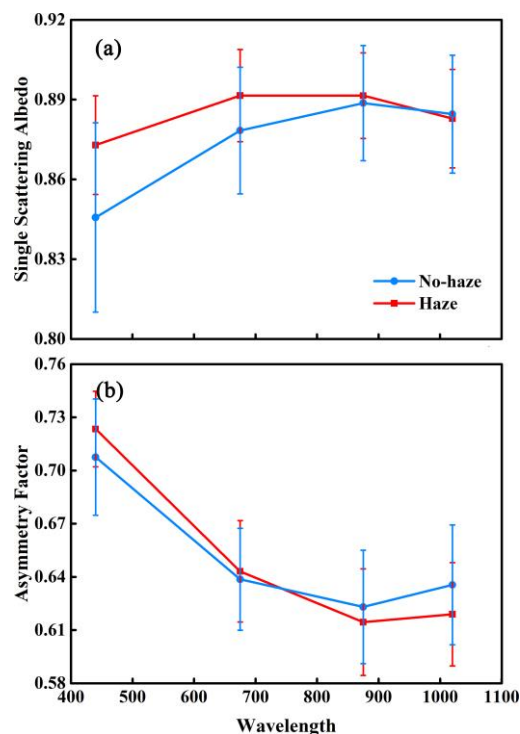 0.92
(a)
0.89
0.86
0.83
0.80
Single Scattering Albedo
No-haze
Haze
0.76
(b)
0.73
0.70
0.67
0.64
0.61
0.58
Asymmetry Factor
400 500 600 700 800 900 1000 1100
Wavelength